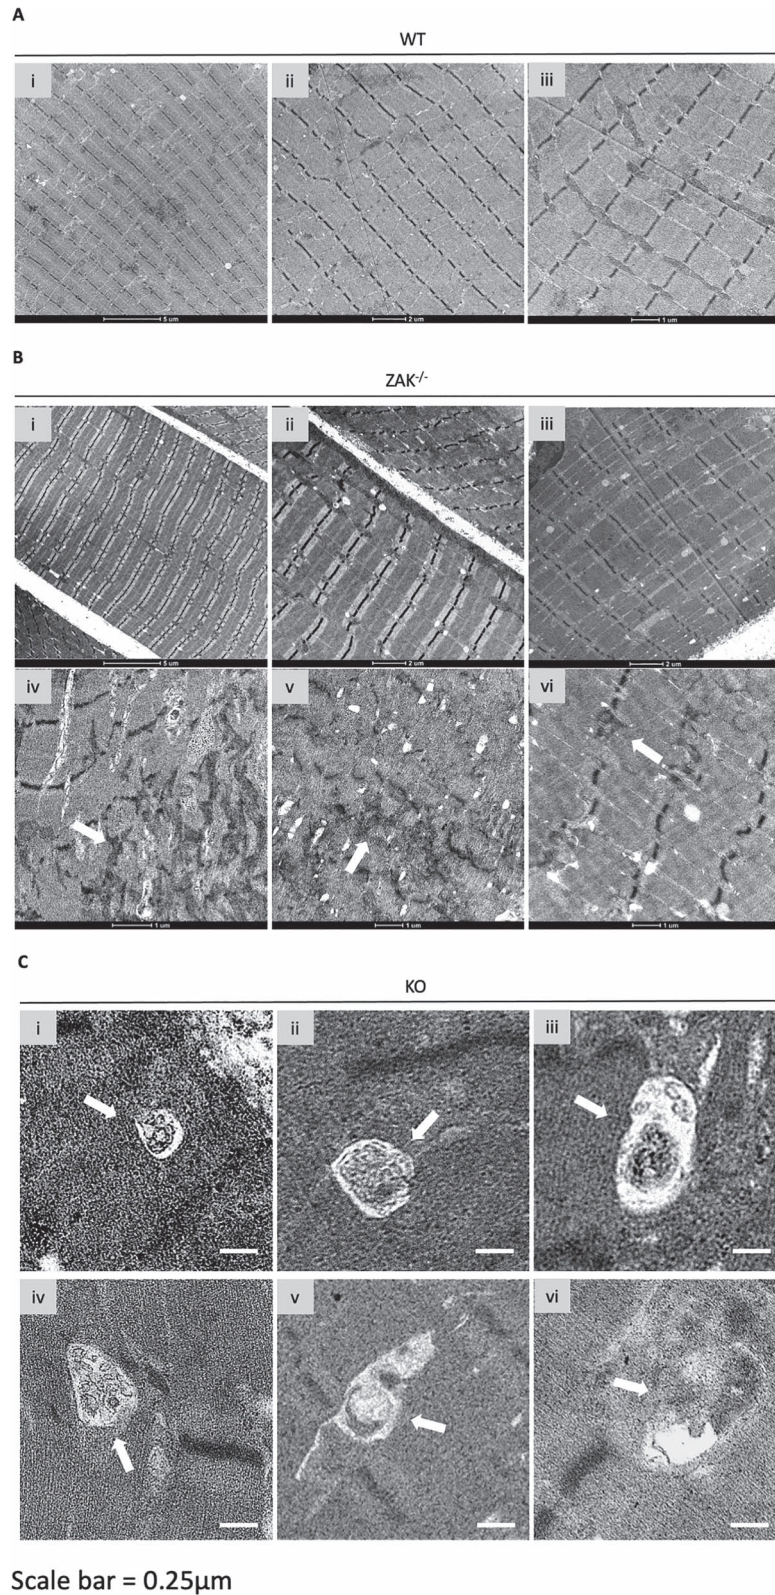 A
WT
i
ii
iii
5 um
2 um
1 um
B
ZAK-/-
i
ii
iii
5 um
2 um
2 um
iv
v
vi
1 um
1 um
1 um
C
KO
i
ii
iii
iv
v
vi
Scale bar = 0.25µm